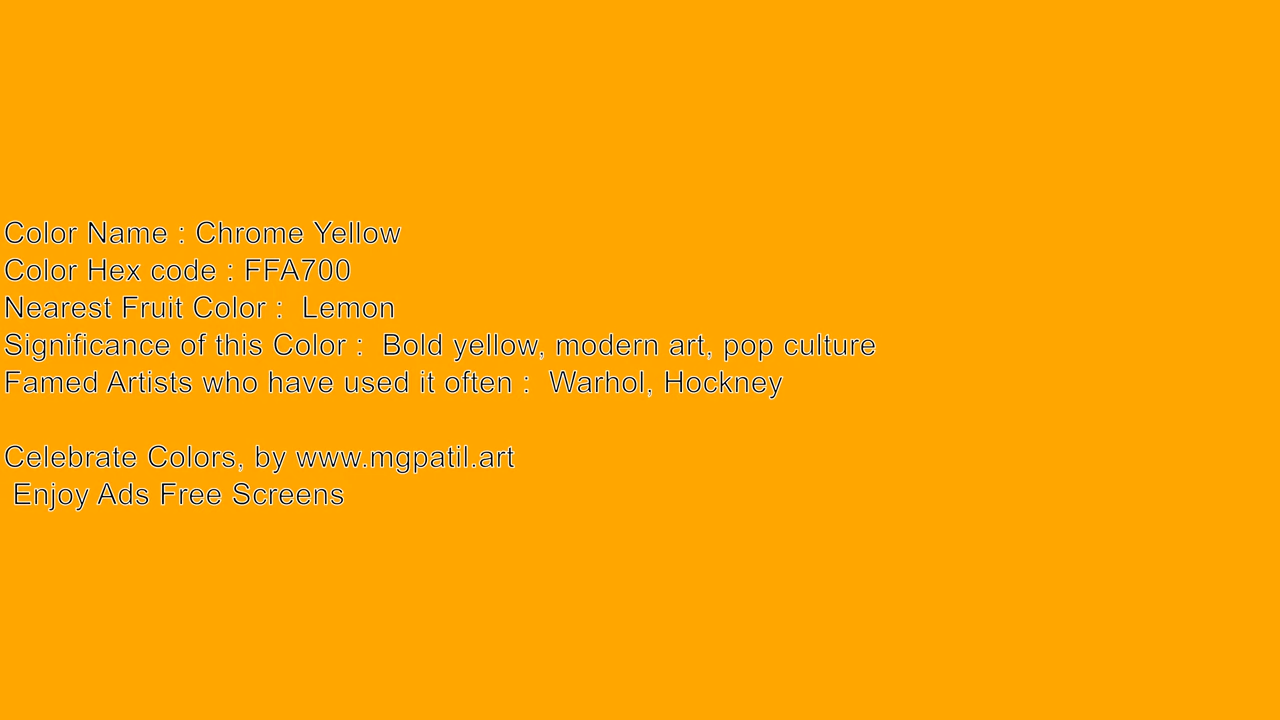 Color Name : Chrome Yellow
Color Hex code : FFA700
Nearest Fruit Color :  Lemon
Significance of this Color :  Bold yellow, modern art, pop culture
Famed Artists who have used it often :  Warhol, Hockney
Celebrate Colors, by www.mgpatil.art
Enjoy Ads Free Screens